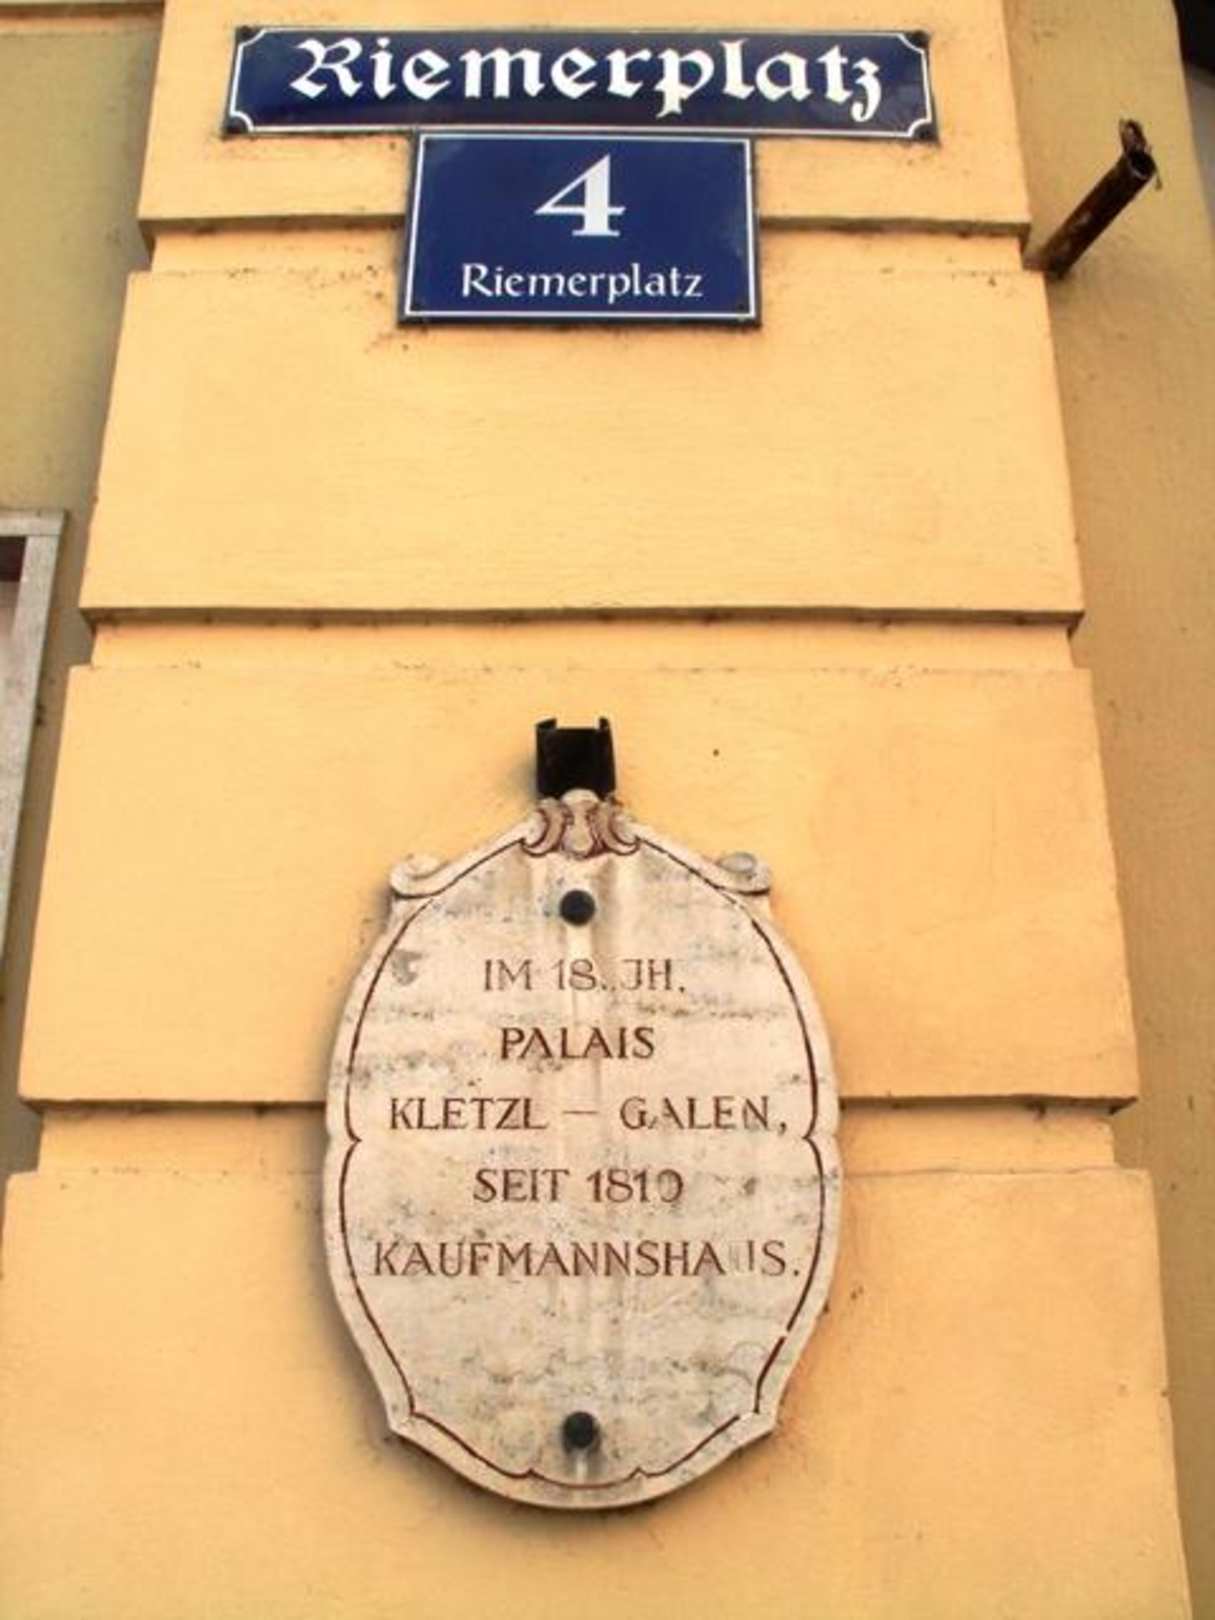 Riemerplatz
4
Riemerplatz
IM 18. JH.
PALAIS
KLETZL — GALEN,
SEIT 1810
KAUFMANNSHAUS.